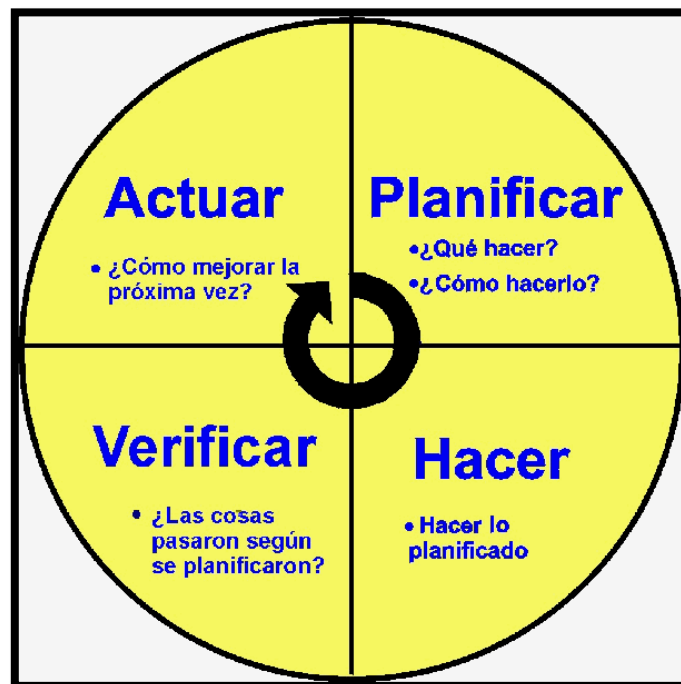 Actuar
• ¿Cómo mejorar la
próxima vez?
Planificar
•¿Qué hacer?
•¿Cómo hacerlo?
Verificar
• ¿Las cosas
pasaron según
se planificaron?
Hacer
• Hacer lo
planificado